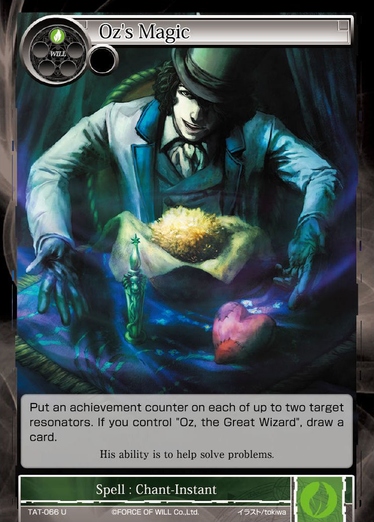 Oz's Magic
WILL
Put an achievement counter on each of up to two target
resonators. If you control "Oz, the Great Wizard", draw a
card.
His ability is to help solve problems.
Spell : Chant-Instant
TAT-066 U ©FORCE OF WILL Co.,Ltd. イラスト/tokiwa